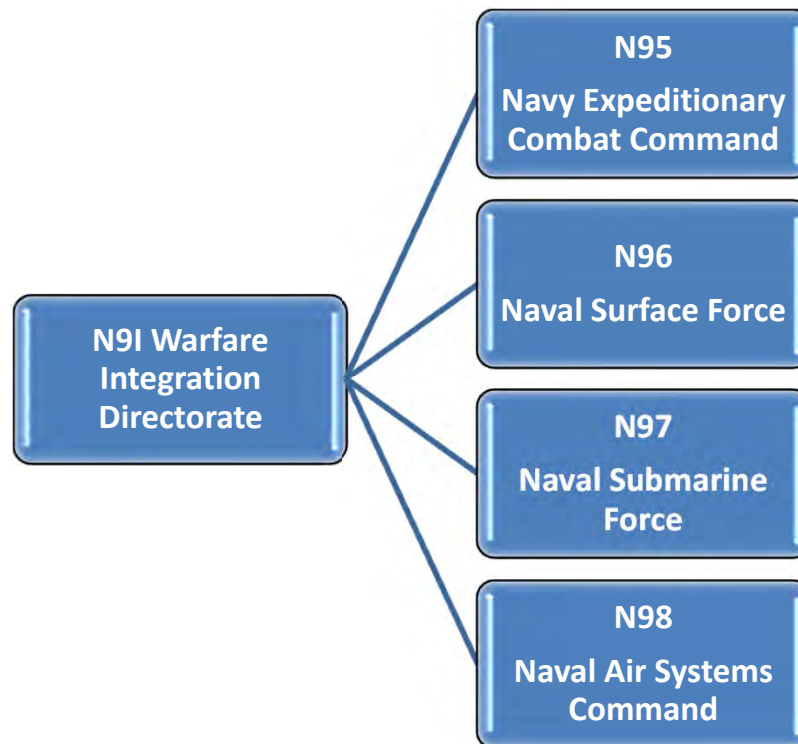 N95
Navy Expeditionary
Combat Command
N96
Naval Surface Force
N9I Warfare
Integration
Directorate
N97
Naval Submarine
Force
N98
Naval Air Systems
Command